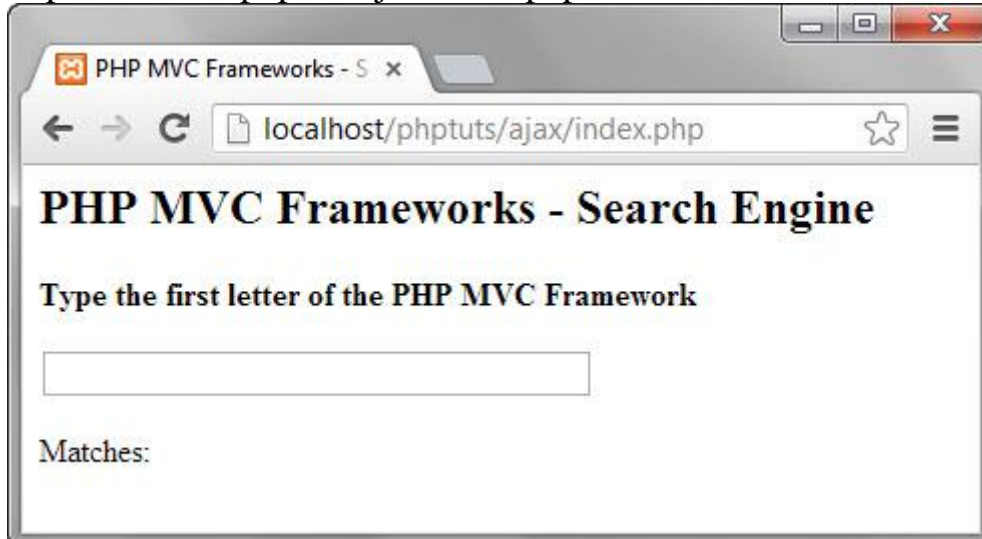 PHP MVC Frameworks - S
localhost/phptuts/ajax/index.php
PHP MVC Frameworks - Search Engine
Type the first letter of the PHP MVC Framework
Matches: